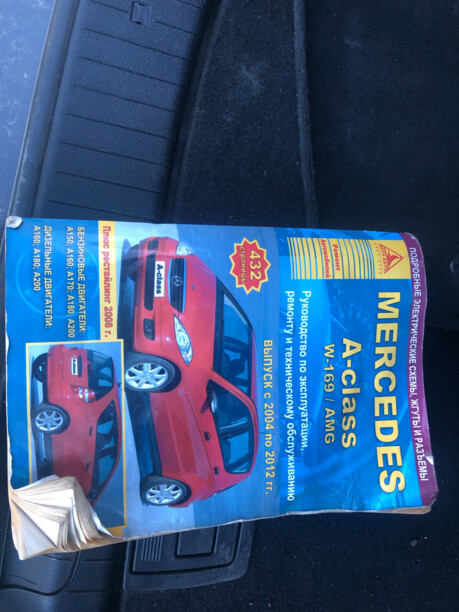 ПОДРОБНЫЕ ЭЛЕКТРИЧЕСКИЕ СХЕМЫ, ЖГУТЫ И РАЗЪЕМЫ
Ремонт
автомобилей
MERCEDES
A-class
W-169 / AMG
Руководство по эксплуатации,
ремонту и техническому обслуживанию
432
страницы
ВЫПУСК с 2004 по 2012 гг.
A-class
Плюс рестайлинг 2008 г.
БЕНЗИНОВЫЕ ДВИГАТЕЛИ:
A150; A160; A170; A180; A200
ДИЗЕЛЬНЫЕ ДВИГАТЕЛИ:
A160; A180; A200